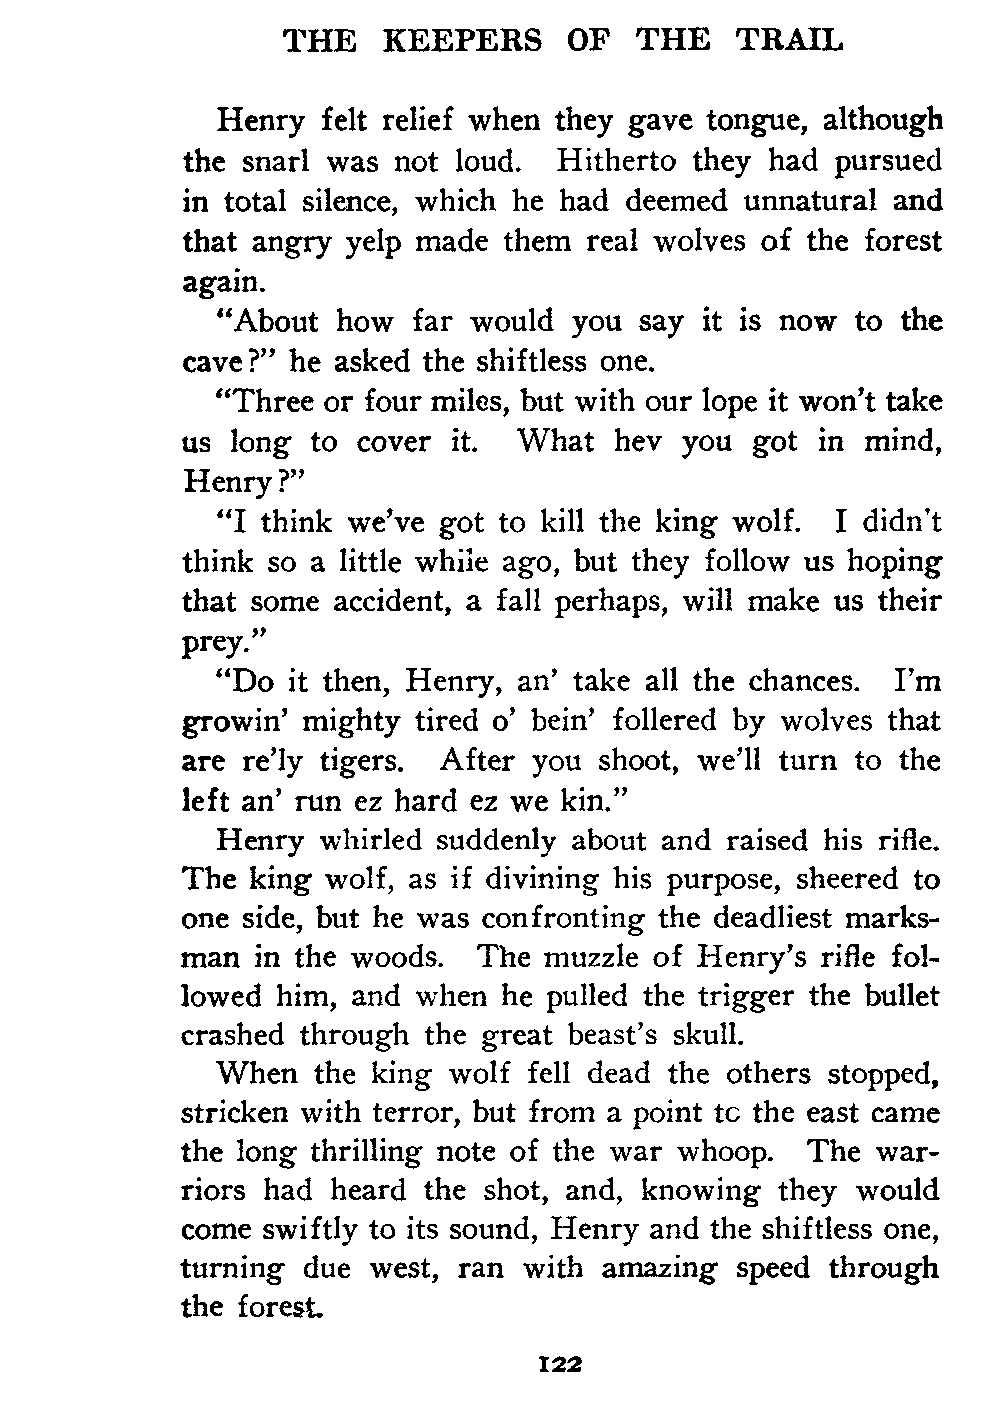 THE KEEPERS OF THE TRAIL
Henry felt relief when they gave tongue, although
the snarl was not loud. Hitherto they had pursued
in total silence, which he had deemed unnatural and
that angry yelp made them real wolves of the forest
again.
“About how far would you say it is now to the
cave?” he asked the shiftless one.
“Three or four miles, but with our lope it won’t take
us long to cover it. What hev you got in mind,
Henry?”
“I think we’ve got to kill the king wolf. I didn’t
think so a little while ago, but they follow us hoping
that some accident, a fall perhaps, will make us their
prey.”
“Do it then, Henry, an’ take all the chances. I’m
growin’ mighty tired o’ bein’ follered by wolves that
are re’ly tigers. After you shoot, we’ll turn to the
left an’ run ez hard ez we kin.”
Henry whirled suddenly about and raised his rifle.
The king wolf, as if divining his purpose, sheered to
one side, but he was confronting the deadliest marks-
man in the woods. The muzzle of Henry’s rifle fol-
lowed him, and when he pulled the trigger the bullet
crashed through the great beast’s skull.
When the king wolf fell dead the others stopped,
stricken with terror, but from a point to the east came
the long thrilling note of the war whoop. The war-
riors had heard the shot, and, knowing they would
come swiftly to its sound, Henry and the shiftless one,
turning due west, ran with amazing speed through
the forest.
122